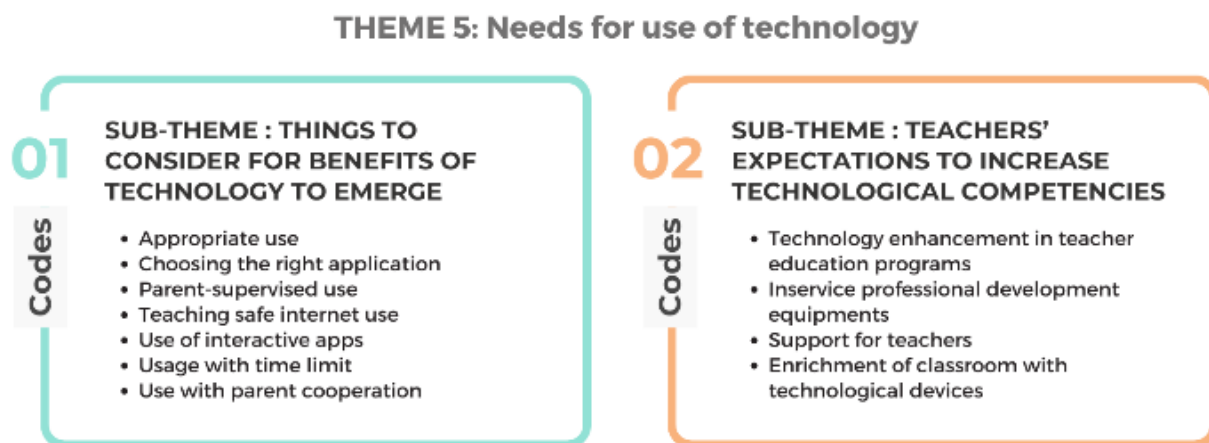 THEME 5: Needs for use of technology
01
SUB-THEME : THINGS TO
CONSIDER FOR BENEFITS OF
TECHNOLOGY TO EMERGE
Codes
• Appropriate use
• Choosing the right application
• Parent-supervised use
• Teaching safe internet use
• Use of interactive apps
• Usage with time limit
• Use with parent cooperation
02
SUB-THEME : TEACHERS'
EXPECTATIONS TO INCREASE
TECHNOLOGICAL COMPETENCIES
Codes
• Technology enhancement in teacher
education programs
• Inservice professional development
equipments
• Support for teachers
• Enrichment of classroom with
technological devices